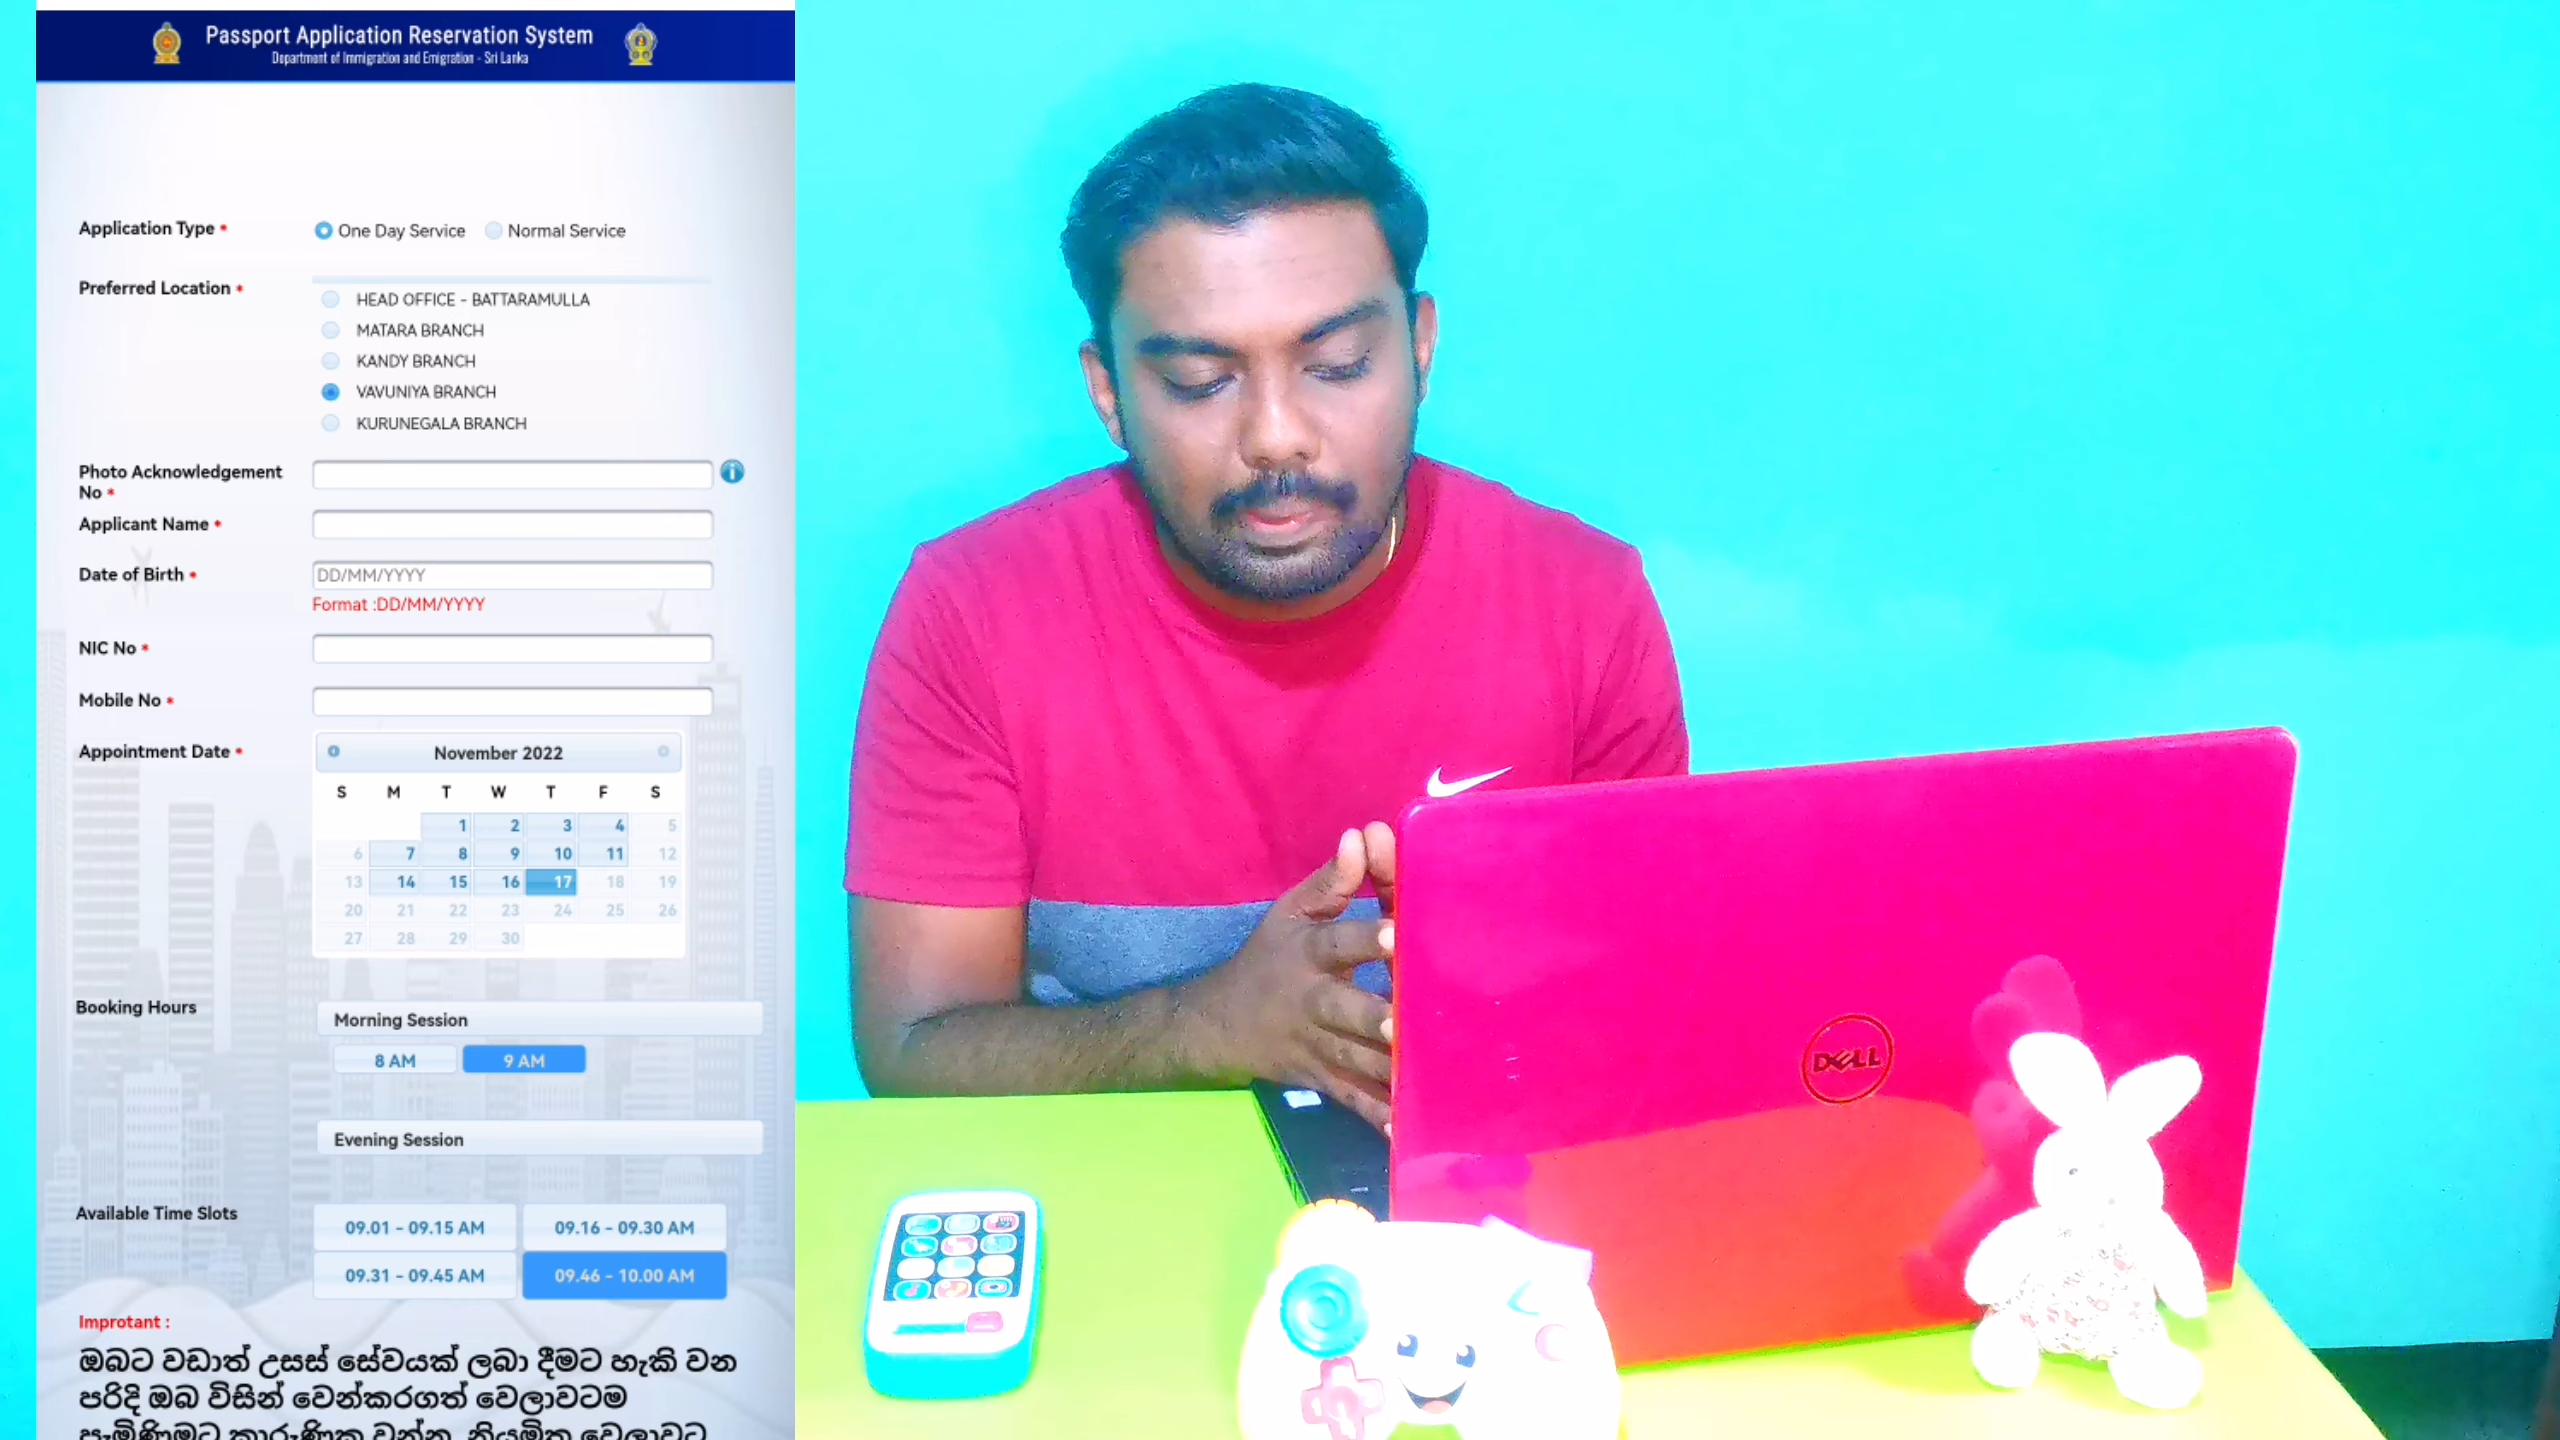 Passport Application Reservation System
Department of Immigration and Emigration - Sri Lanka
Application Type *
One Day Service Normal Service
Preferred Location *
HEAD OFFICE - BATTARAMULLA
MATARA BRANCH
KANDY BRANCH
VAVUNIYA BRANCH
KURUNEGALA BRANCH
Photo Acknowledgement
No *
Applicant Name *
Date of Birth *
DD/MM/YYYY
Format :DD/MM/YYYY
NIC No *
Mobile No *
Appointment Date *
November 2022
S M T W T F S
1 2 3 4 5
6 7 8 9 10 11 12
13 14 15 16 17 18 19
20 21 22 23 24 25 26
27 28 29 30
Booking Hours
Morning Session
8 AM 9 AM
Evening Session
Available Time Slots
09.01 - 09.15 AM 09.16 - 09.30 AM
09.31 - 09.45 AM 09.46 - 10.00 AM
Improtant :
ඔබට වඩාත් උසස් සේවයක් ලබා දීමට හැකි වන
පරිදි ඔබ විසින් වෙන්කරගත් වෙලාවටම
පැමිණිමට කාරුණික වන්න. නියමිත වෙලාවට
DELL